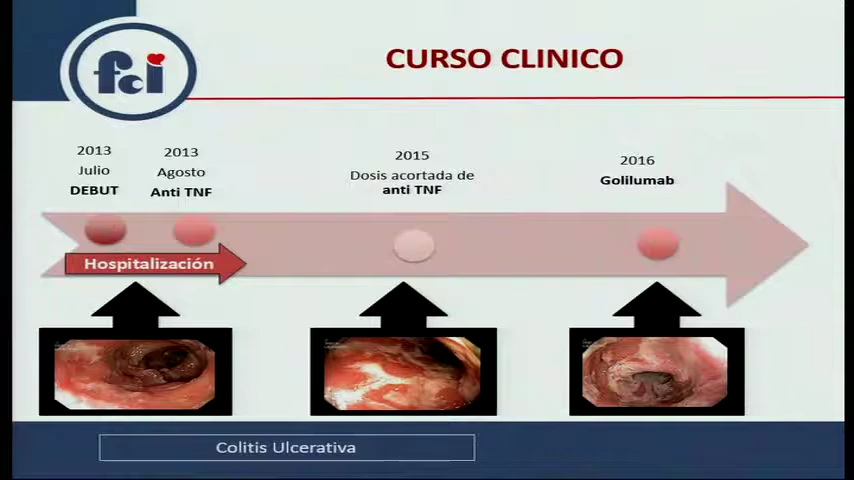 fci
CURSO CLINICO
2013
Julio
DEBUT
2013
Agosto
Anti TNF
2015
Dosis acortada de
anti TNF
2016
Golilumab
Hospitalización
Colitis Ulcerativa